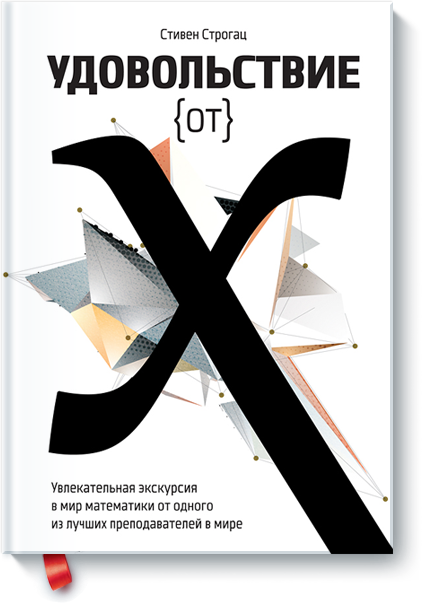 Стивен Строгац
УДОВОЛЬСТВИЕ
{ОТ}
X
Увлекательная экскурсия
в мир математики от одного
из лучших преподавателей в мире